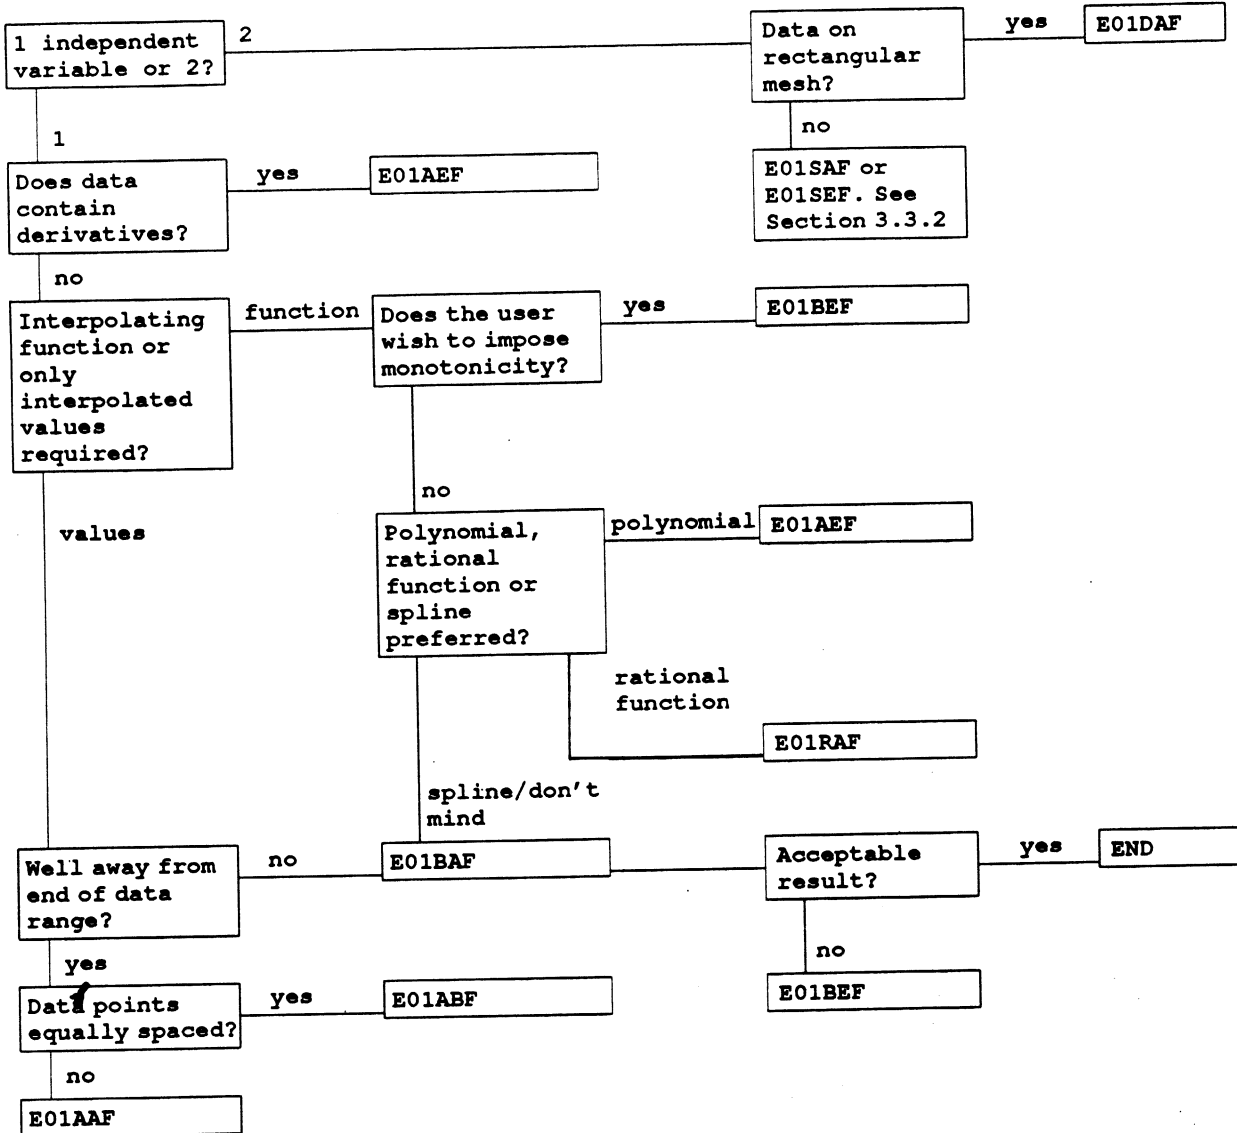 1 independent
variable or 2?
2
Data on
rectangular
mesh?
yes
E01DAF
1
no
Does data
contain
derivatives?
yes
E01AEF
E01SAF or
E01SEF. See
Section 3.3.2
no
Interpolating
function or
only
interpolated
values
required?
function
Does the user
wish to impose
monotonicity?
yes
E01BEF
values
no
Polynomial,
rational
function or
spline
preferred?
polynomial
E01AEF
rational
function
E01RAF
spline/don't
mind
Well away from
end of data
range?
no
E01BAF
Acceptable
result?
yes
END
yes
no
Data points
equally spaced?
yes
E01ABF
E01BEF
no
E01AAF